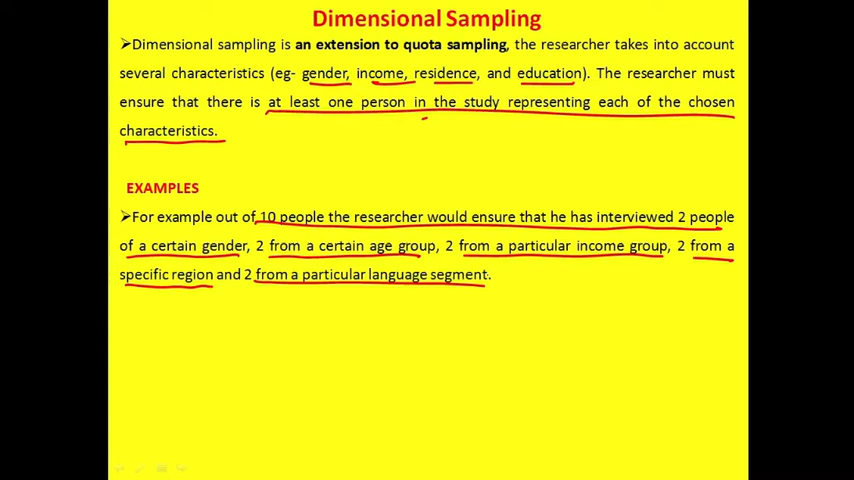 Dimensional Sampling
➢Dimensional sampling is an extension to quota sampling, the researcher takes into account
several characteristics (eg- gender, income, residence, and education). The researcher must
ensure that there is at least one person in the study representing each of the chosen
characteristics.
EXAMPLES
➢For example out of 10 people the researcher would ensure that he has interviewed 2 people
of a certain gender, 2 from a certain age group, 2 from a particular income group, 2 from a
specific region and 2 from a particular language segment.